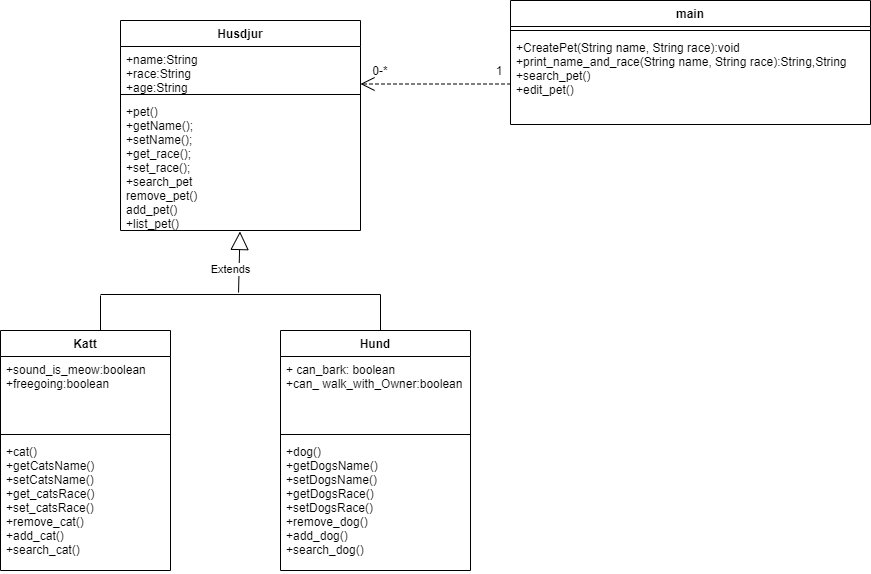 Husdjur
+name:String
+race:String
+age:String
+pet()
+getName();
+setName();
+get_race();
+set_race();
+search_pet
remove_pet()
add_pet()
+list_pet()
0-*
1
main
+CreatePet(String name, String race):void
+print_name_and_race(String name, String race):String,String
+search_pet()
+edit_pet()
Extends
Katt
+sound_is_meow:boolean
+freegoing:boolean
+cat()
+getCatsName()
+setCatsName()
+get_catsRace()
+set_catsRace()
+remove_cat()
+add_cat()
+search_cat()
Hund
+ can_bark: boolean
+can_ walk_with_Owner:boolean
+dog()
+getDogsName()
+setDogsName()
+getDogsRace()
+setDogsRace()
+remove_dog()
+add_dog()
+search_dog()